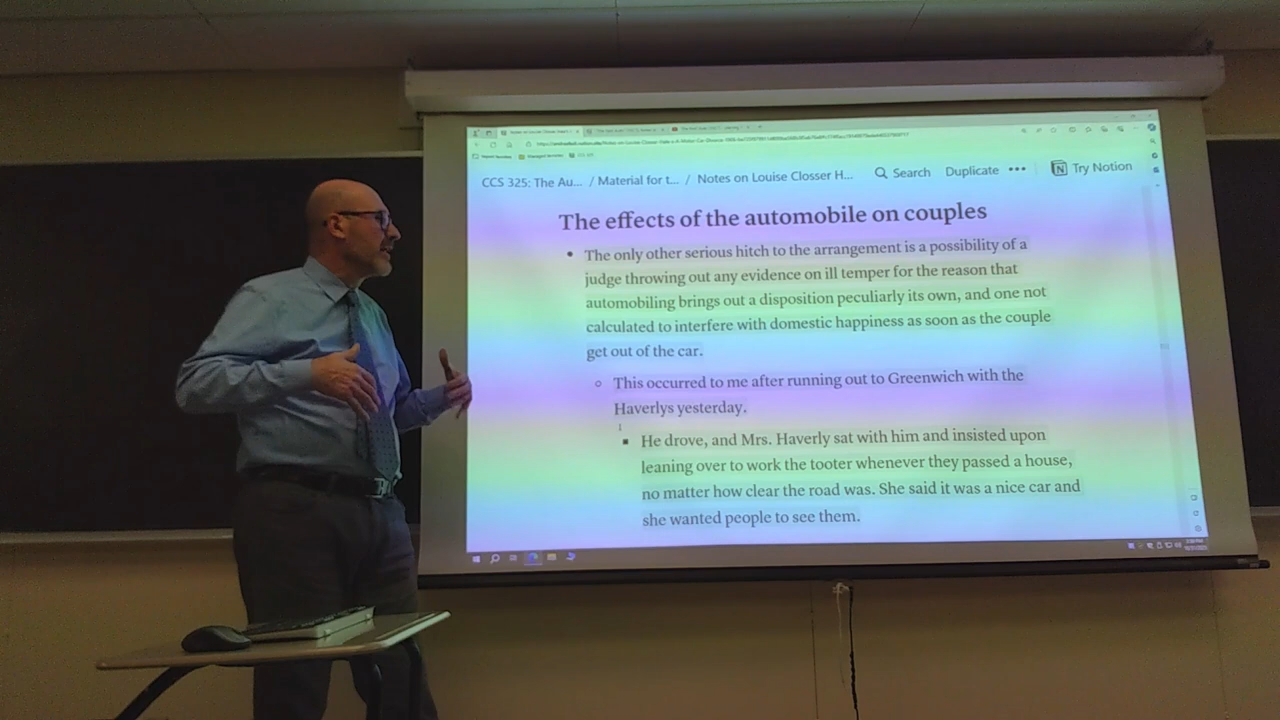 CCS 325: The Au... / Material for t... / Notes on Louise Closser H... Search Duplicate ••• Try Notion
The effects of the automobile on couples
• The only other serious hitch to the arrangement is a possibility of a
judge throwing out any evidence on ill temper for the reason that
automobiling brings out a disposition peculiarly its own, and one not
calculated to interfere with domestic happiness as soon as the couple
get out of the car.
◦ This occurred to me after running out to Greenwich with the
Haverlys yesterday.
▪ He drove, and Mrs. Haverly sat with him and insisted upon
leaning over to work the tooter whenever they passed a house,
no matter how clear the road was. She said it was a nice car and
she wanted people to see them.